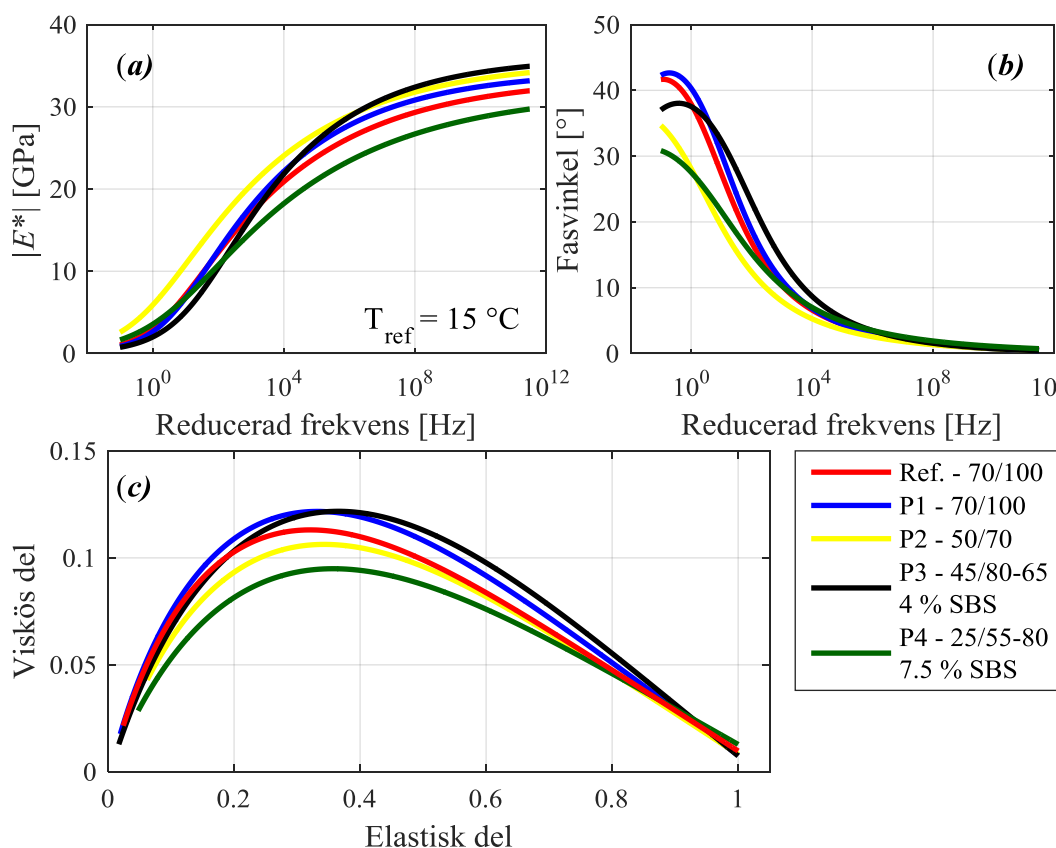 40
30
20
10
0
|E*| [GPa]
(a)
T_ref = 15 °C
10^0
10^4
10^8
10^12
Reducerad frekvens [Hz]
50
40
30
20
10
0
Fasvinkel [°]
(b)
10^0
10^4
10^8
10
Reducerad frekvens [Hz]
0.15
0.1
0.05
0
Viskös del
(c)
0
0.2
0.4
0.6
0.8
1
Elastisk del
Ref. - 70/100
P1 - 70/100
P2 - 50/70
P3 - 45/80-65
4 % SBS
P4 - 25/55-80
7.5 % SBS